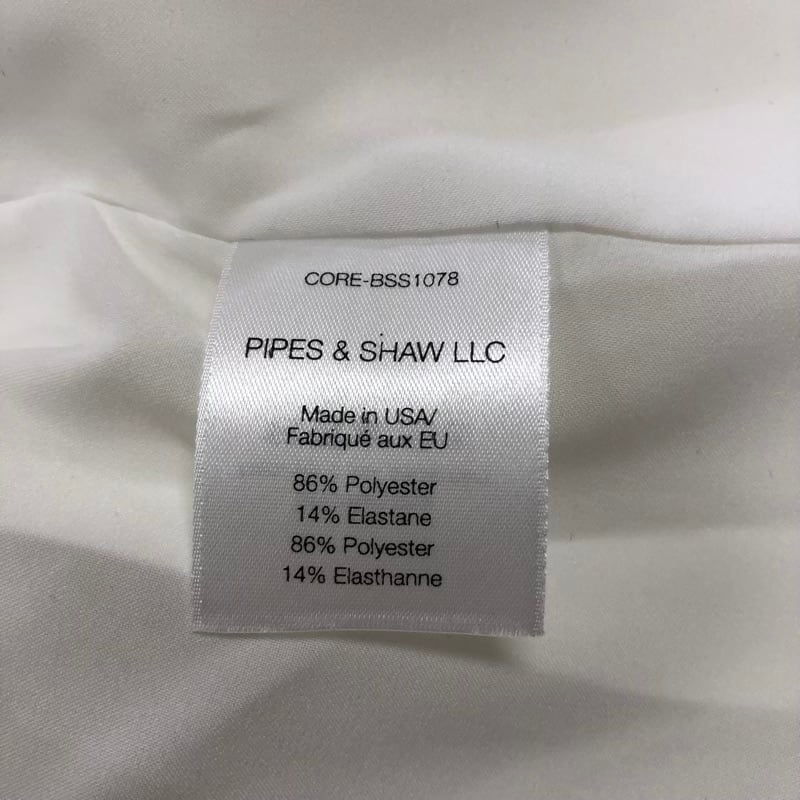 CORE-BSS1078
PIPES & SHAW LLC
Made in USA/
Fabriqué aux EU
86% Polyester
14% Elastane
86% Polyester
14% Elasthanne